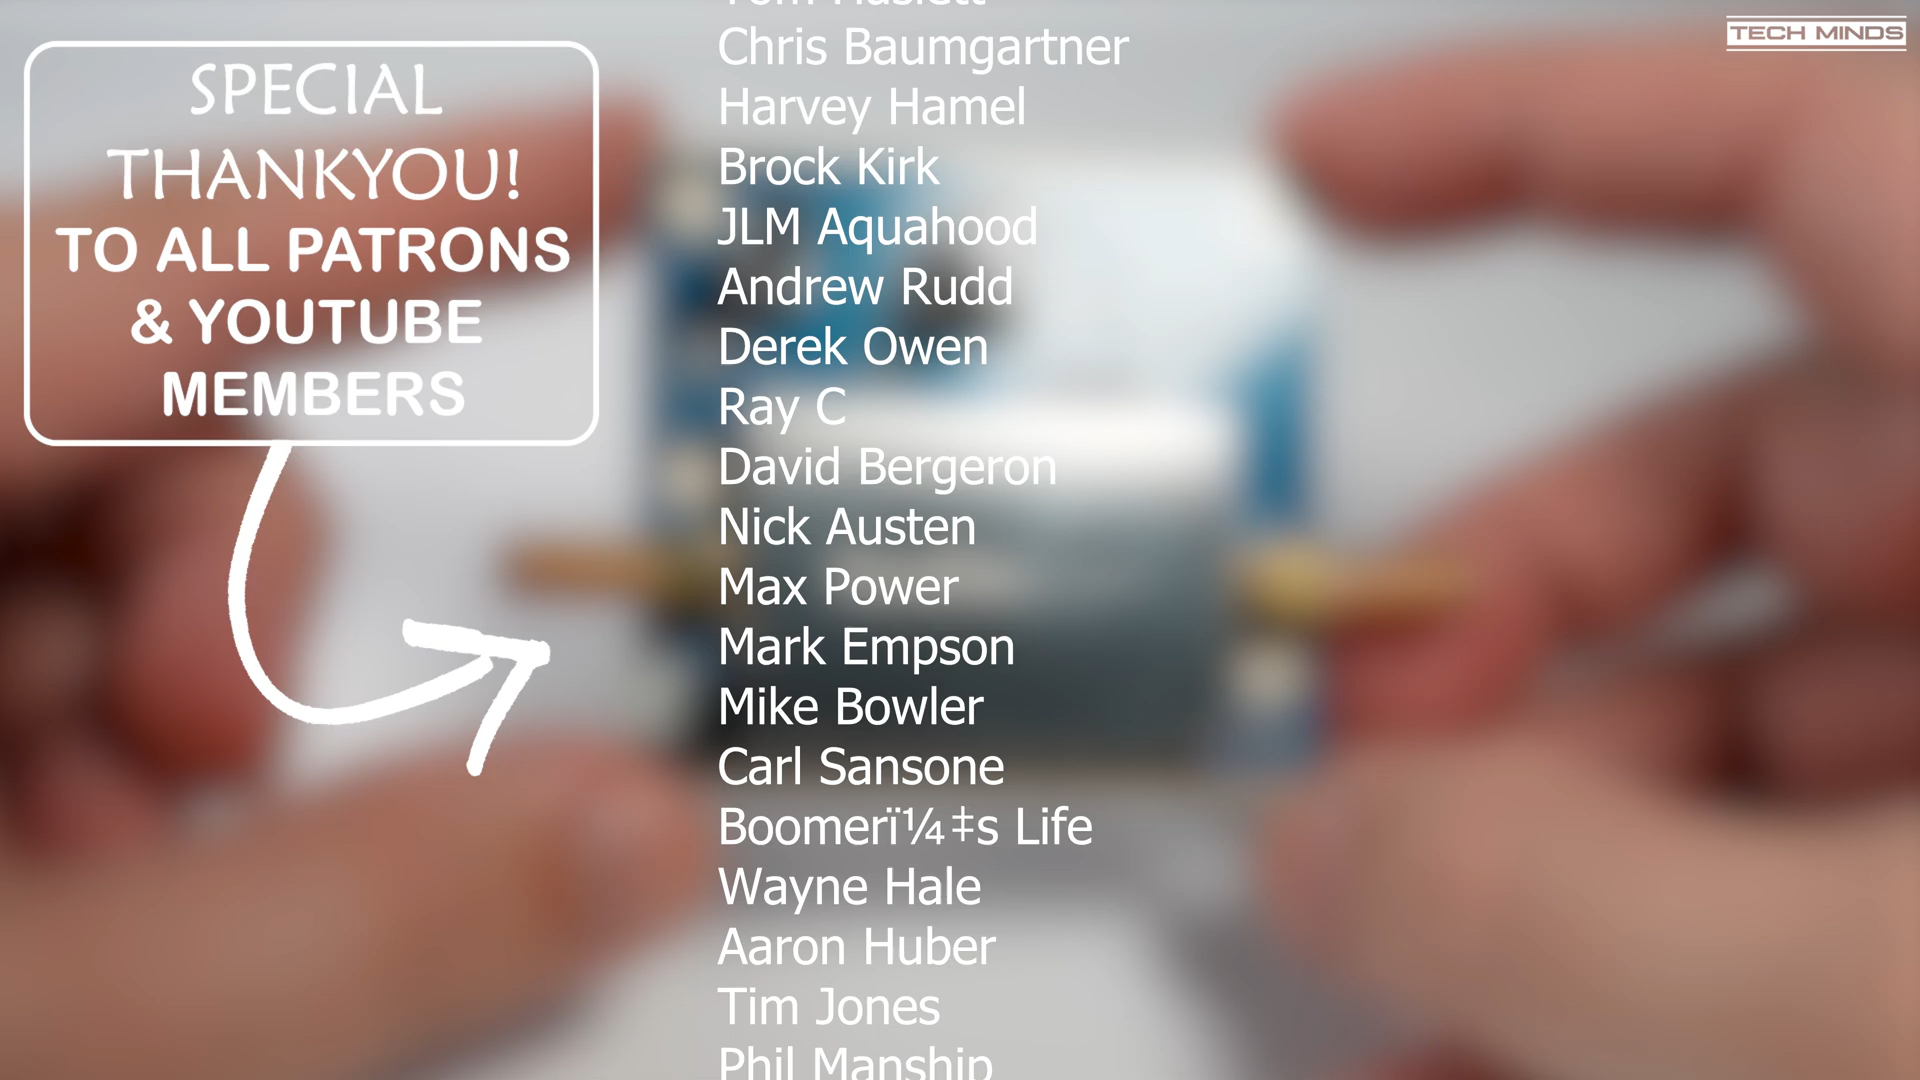 SPECIAL
THANKYOU!
TO ALL PATRONS
& YOUTUBE
MEMBERS
Chris Baumgartner
Harvey Hamel
Brock Kirk
JLM Aquahood
Andrew Rudd
Derek Owen
Ray C
David Bergeron
Nick Austen
Max Power
Mark Empson
Mike Bowler
Carl Sansone
Boomerï¼‡s Life
Wayne Hale
Aaron Huber
Tim Jones
Phil Manship
TECH MINDS